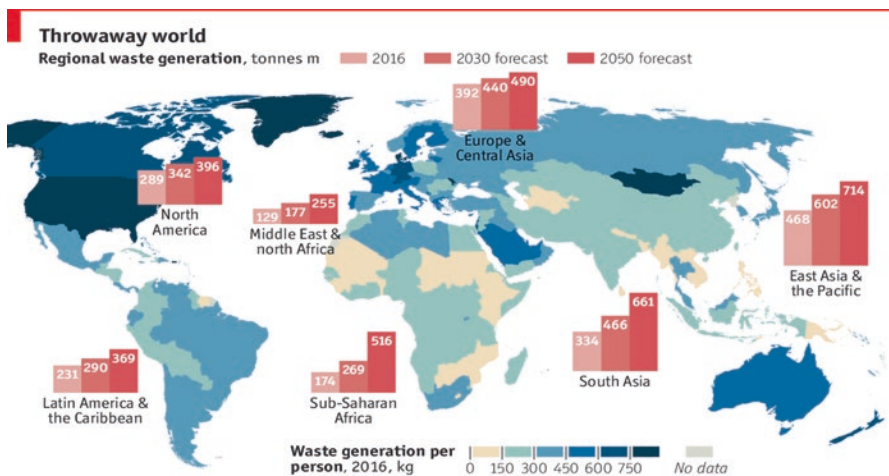 Throwaway world
Regional waste generation, tonnes m 2016 2030 forecast 2050 forecast
392 440 490
Europe &
Central Asia
289 342 396
North
America
129 177 255
Middle East &
north Africa
468 602 714
East Asia &
the Pacific
334 466 661
South Asia
231 290 369
Latin America &
the Caribbean
174 269 516
Sub-Saharan
Africa
Waste generation per
person, 2016, kg
0 150 300 450 600 750
No data